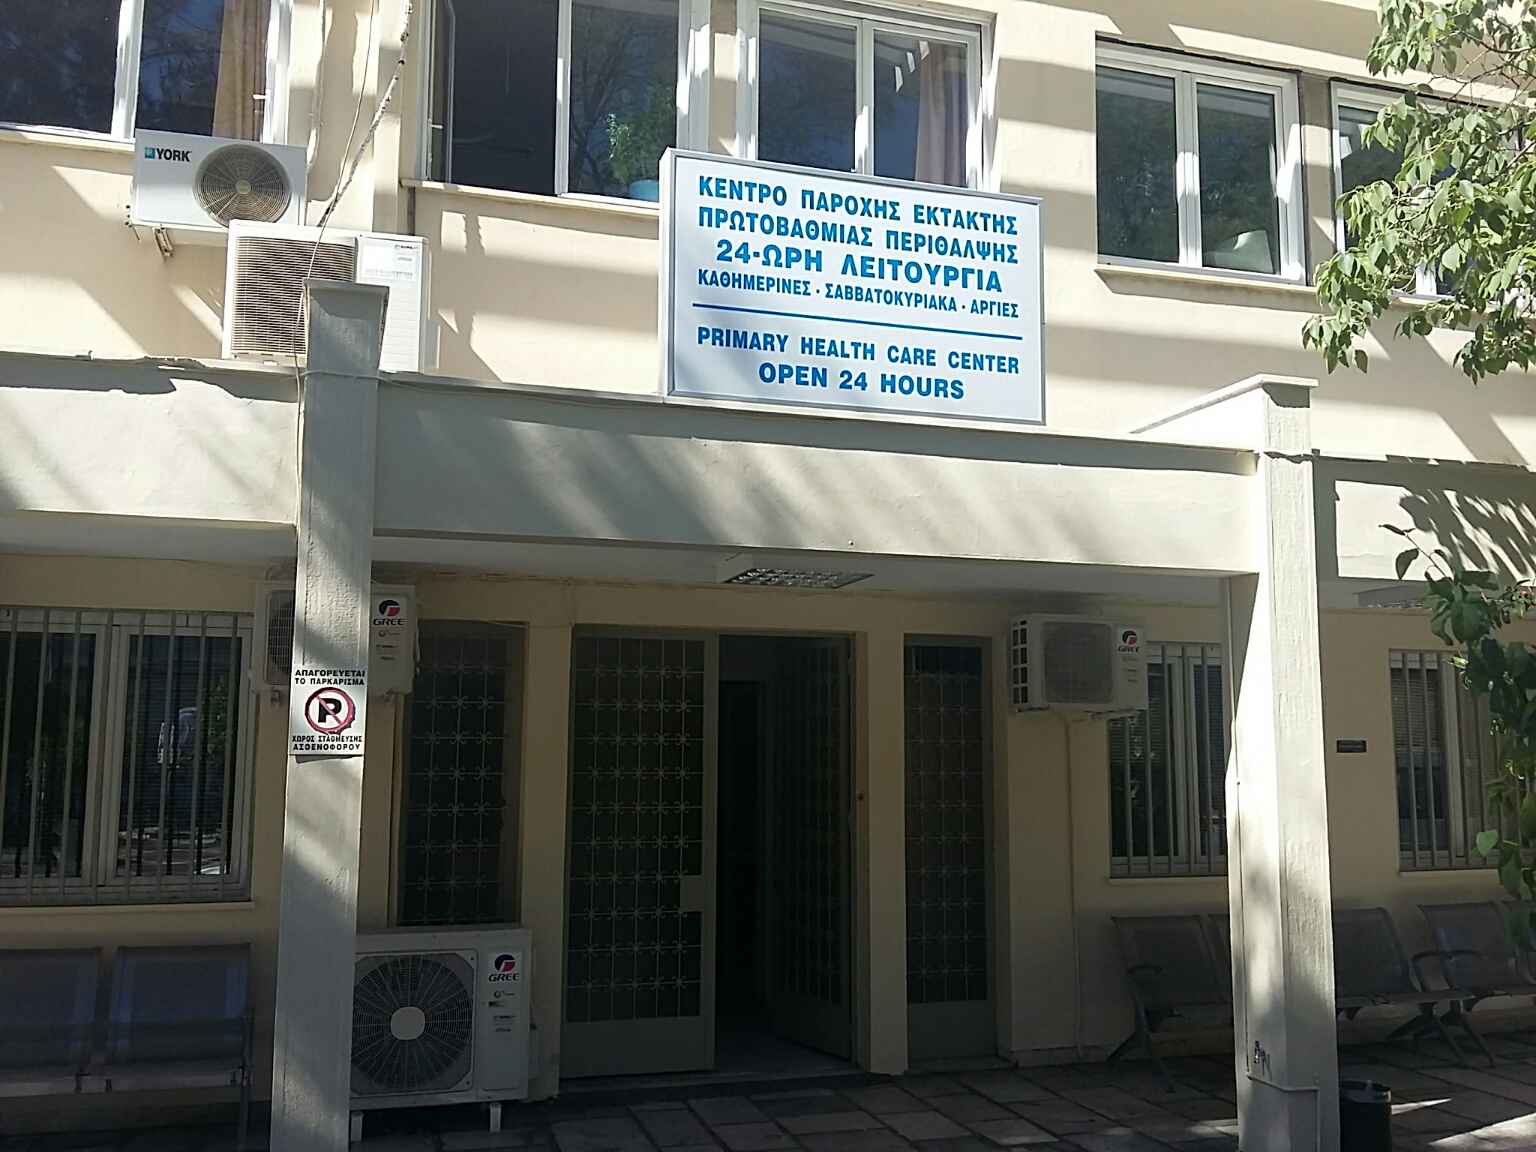 YORK
ΚΕΝΤΡΟ ΠΑΡΟΧΗΣ ΕΚΤΑΚΤΗΣ
ΠΡΩΤΟΒΑΘΜΙΑΣ ΠΕΡΙΘΑΛΨΗΣ
24-ΩΡΗ ΛΕΙΤΟΥΡΓΙΑ
ΚΑΘΗΜΕΡΙΝΕΣ · ΣΑΒΒΑΤΟΚΥΡΙΑΚΑ · ΑΡΓΙΕΣ
PRIMARY HEALTH CARE CENTER
OPEN 24 HOURS
GREE
GREE
ΑΠΑΓΟΡΕΥΕΤΑΙ
ΤΟ ΠΑΡΚΑΡΙΣΜΑ
P
ΧΩΡΟΣ ΣΤΑΘΜΕΥΣΗΣ
ΑΣΘΕΝΟΦΟΡΟΥ
GREE